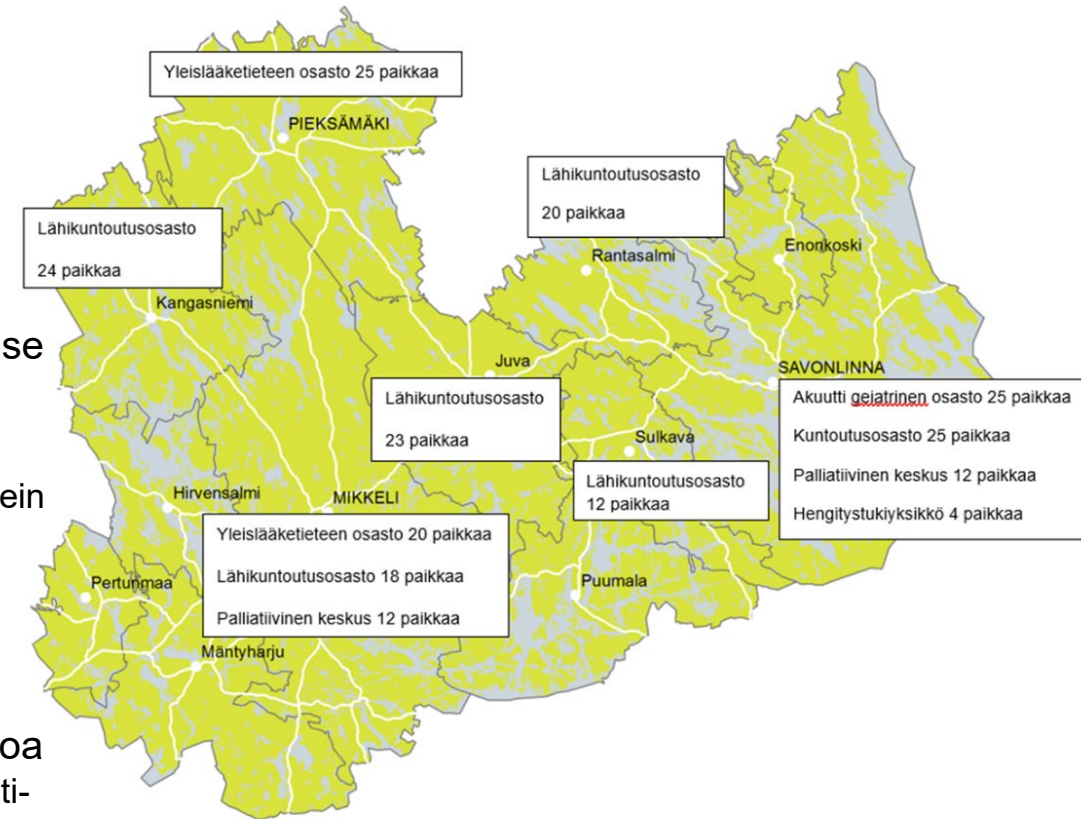 Yleislääketieteen osasto 25 paikkaa
PIEKSÄMÄKI
Lähikuntoutusosasto
20 paikkaa
Lähikuntoutusosasto
24 paikkaa
Enonkoski
Rantasalmi
Kangasniemi
se
Juva
SAVONLINNA
Lähikuntoutusosasto
23 paikkaa
Akuutti geiatrinen osasto 25 paikkaa
Kuntoutusosasto 25 paikkaa
Palliatiivinen keskus 12 paikkaa
Hengitystukiyksikkö 4 paikkaa
Sulkava
Lähikuntoutusosasto
12 paikkaa
ein
Hirvensalmi
MIKKELI
Yleislääketieteen osasto 20 paikkaa
Lähikuntoutusosasto 18 paikkaa
Palliatiivinen keskus 12 paikkaa
Pertunmaa
Puumala
Mäntyharju
oa
ti-